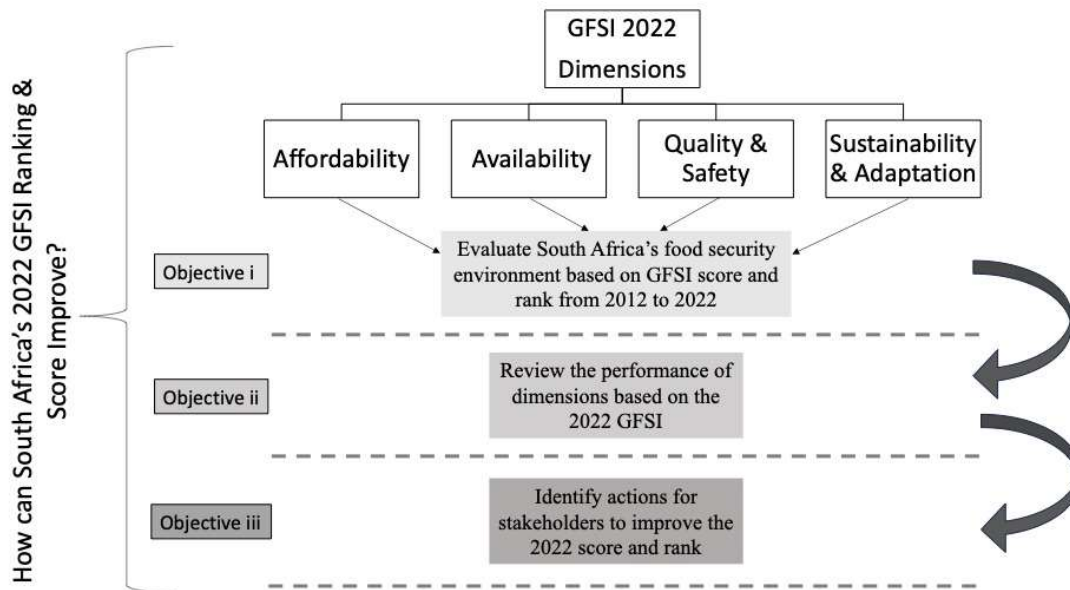 How can South Africa's 2022 GFSI Ranking &
Score Improve?
GFSI 2022
Dimensions
Affordability
Availability
Quality &
Safety
Sustainability
& Adaptation
Objective i
Evaluate South Africa's food security
environment based on GFSI score and
rank from 2012 to 2022
Objective ii
Review the performance of
dimensions based on the
2022 GFSI
Objective iii
Identify actions for
stakeholders to improve the
2022 score and rank